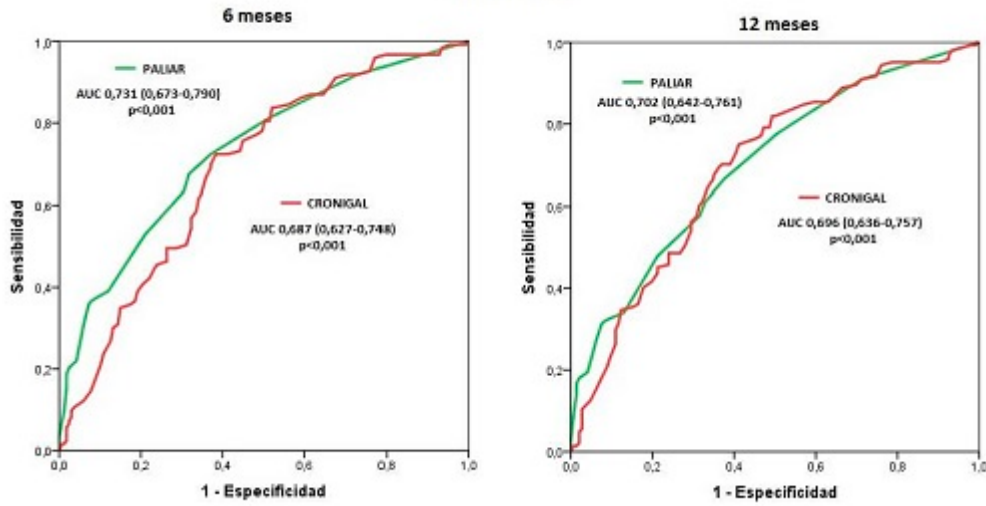 6 meses
1,0
0,8
0,6
0,4
0,2
0,0
0,0
0,2
0,4
0,6
0,8
1,0
Sensibilidad
1 - Especificidad
PALIAR
AUC 0,731 (0,673-0,790)
p<0,001
CRONIGAL
AUC 0,687 (0,627-0,748)
p<0,001
12 meses
1,0
0,8
0,6
0,4
0,2
0,0
0,0
0,2
0,4
0,6
0,8
1,0
Sensibilidad
1 - Especificidad
PALIAR
AUC 0,702 (0,642-0,761)
p<0,001
CRONIGAL
AUC 0,696 (0,636-0,757)
p<0,001